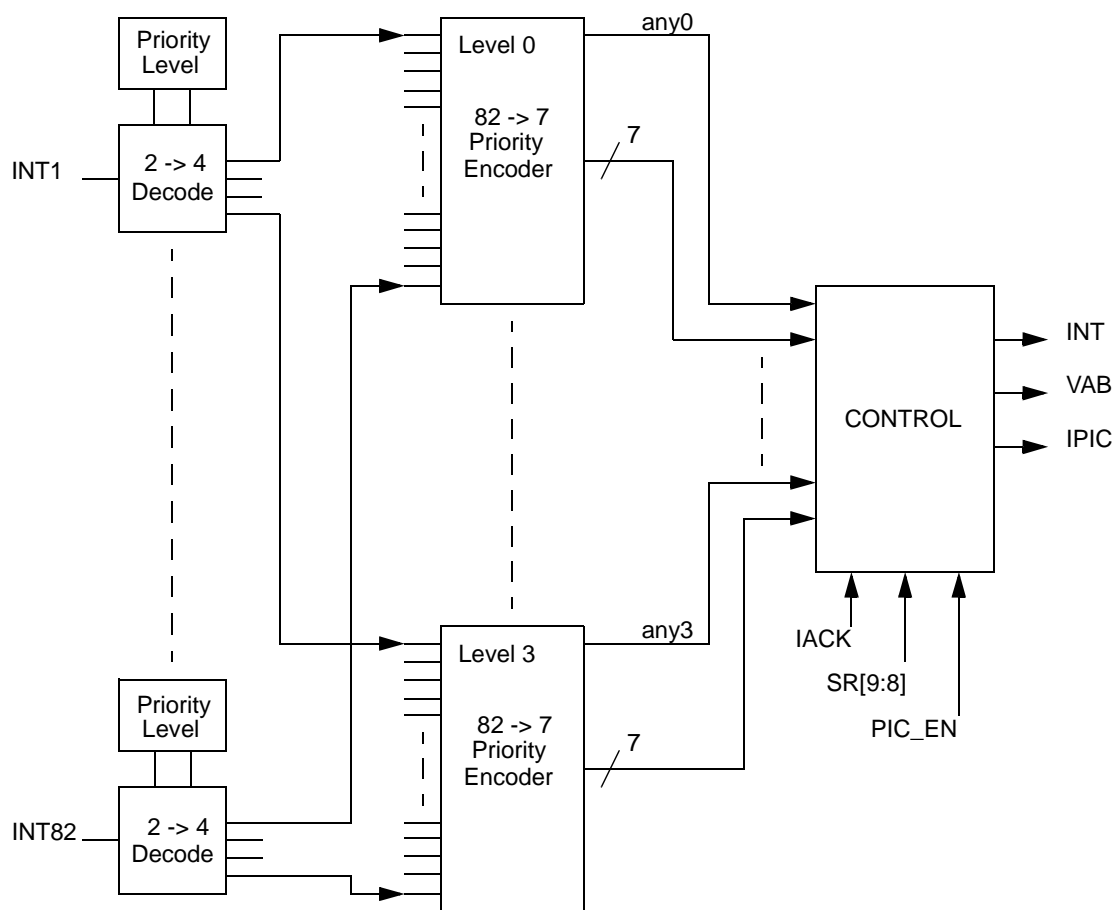 Priority
Level
INT1
2 -> 4
Decode
Level 0
82 -> 7
Priority
Encoder
any0
7
CONTROL
INT
VAB
IPIC
IACK
SR[9:8]
PIC_EN
Priority
Level
INT82
2 -> 4
Decode
Level 3
82 -> 7
Priority
Encoder
any3
7